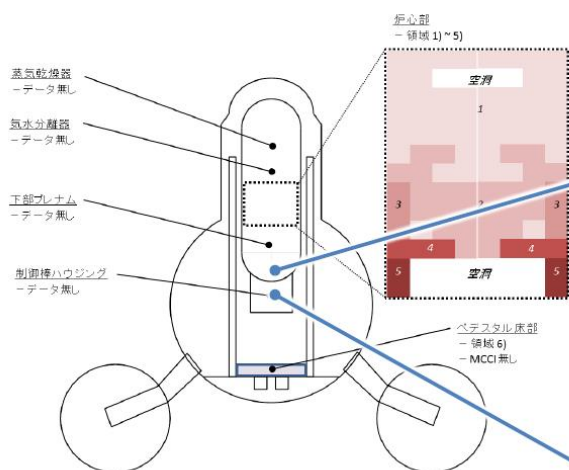 蒸気乾燥器
－データ無し
気水分離器
－データ無し
下部プレナム
－データ無し
制御棒ハウジング
－データ無し
炉心部
－ 領域 1) ~ 5)
空洞
1
2
3
3
4
4
5
空洞
5
ペデスタル床部
－ 領域 6)
－ MCCI 無し